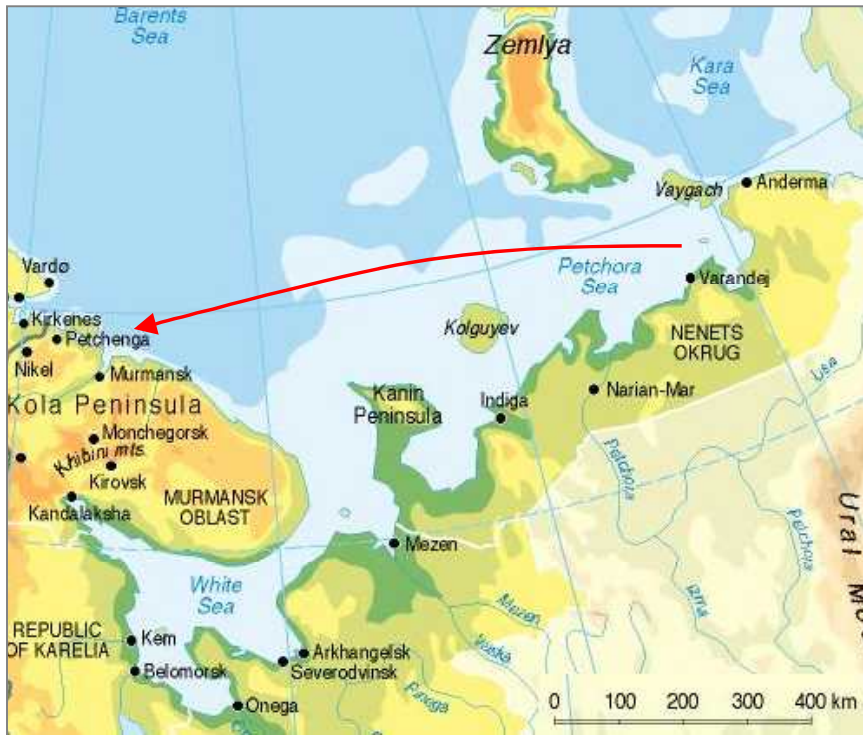 Barents
Sea
Zemlya
Kara
Sea
Vaygach
Anderma
Vardø
Petchora
Sea
Varandej
Kirkenes
Petchenga
Kolguyev
NENETS
OKRUG
Nikel
Murmansk
Kanin
Peninsula
Indiga
Narian-Mar
Usa
Kola Peninsula
Monchegorsk
Khibini mts.
Kirovsk
MURMANSK
OBLAST
Kandalaksha
Petchora
Petchora
Ural
Mezen
White
Sea
Izma
Mezen
REPUBLIC
OF KARELIA
Kem
Arkhangelsk
Severodvinsk
Belomorsk
Onega
0 100 200 300 400 km